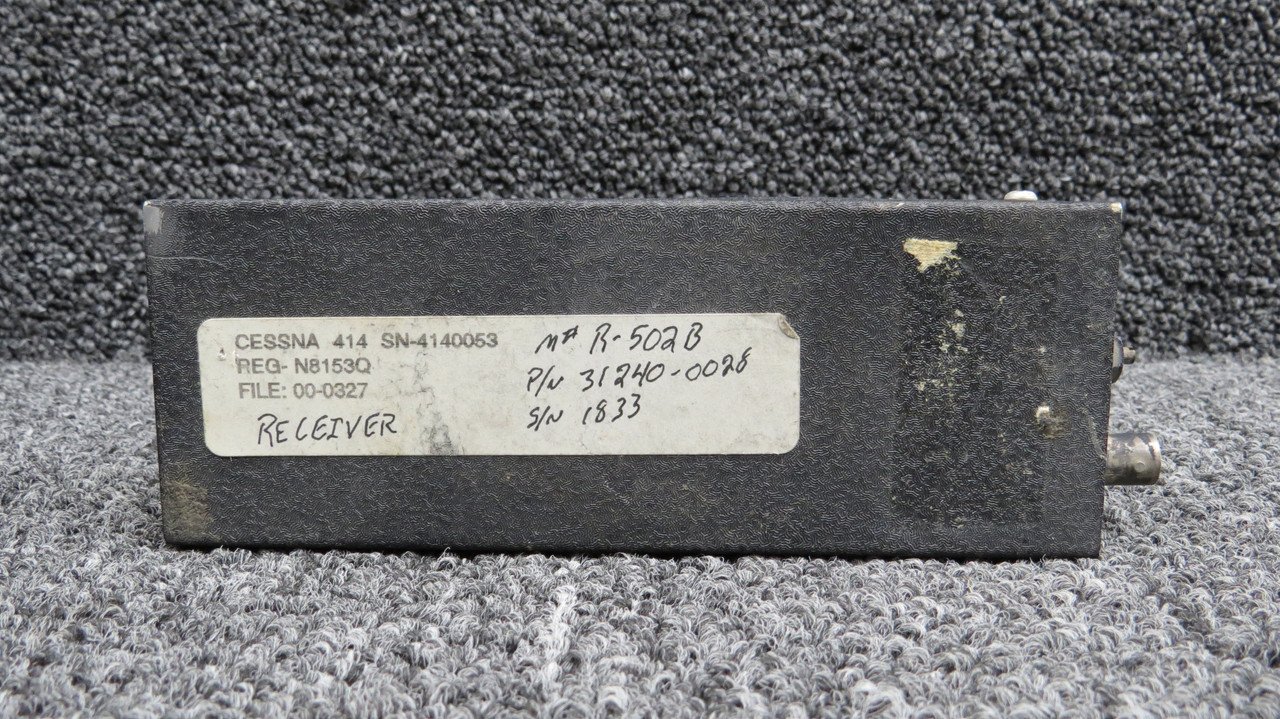 CESSNA 414 SN-4140053
REG- N8153Q
FILE: 00-0327
RECEIVER
M# R-502B
P/N 31240-0028
S/N 1833